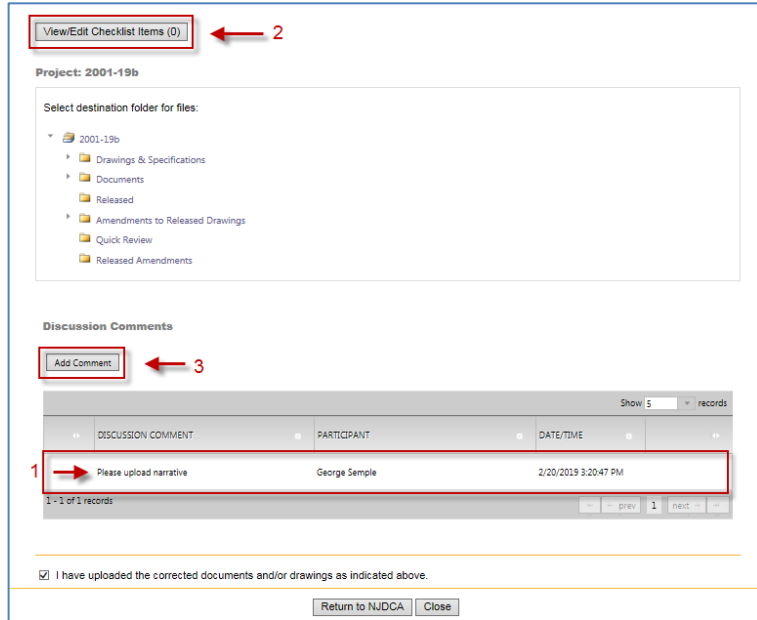 View/Edit Checklist Items (0) 2
Project: 2001-19b
Select destination folder for files:
2001-19b
Drawings & Specifications
Documents
Released
Amendments to Released Drawings
Quick Review
Released Amendments
Discussion Comments
Add Comment 3
Show 5 records
DISCUSSION COMMENT PARTICIPANT DATE/TIME
1 Please upload narrative George Semple 2/20/2019 3:20:47 PM
1 - 1 of 1 records prev 1 next
I have uploaded the corrected documents and/or drawings as indicated above.
Return to NJDCA Close